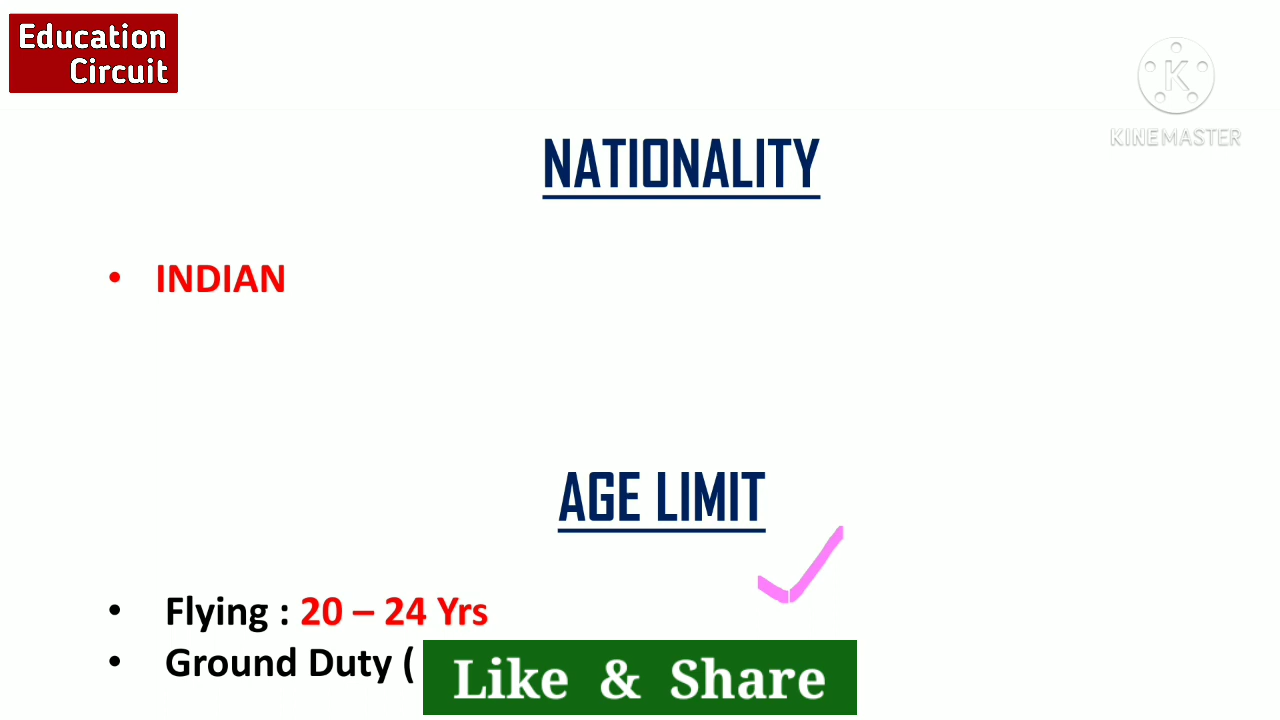 Education
Circuit
K
KINEMASTER
NATIONALITY
• INDIAN
AGE LIMIT
• Flying : 20 – 24 Yrs
• Ground Duty (
Like & Share